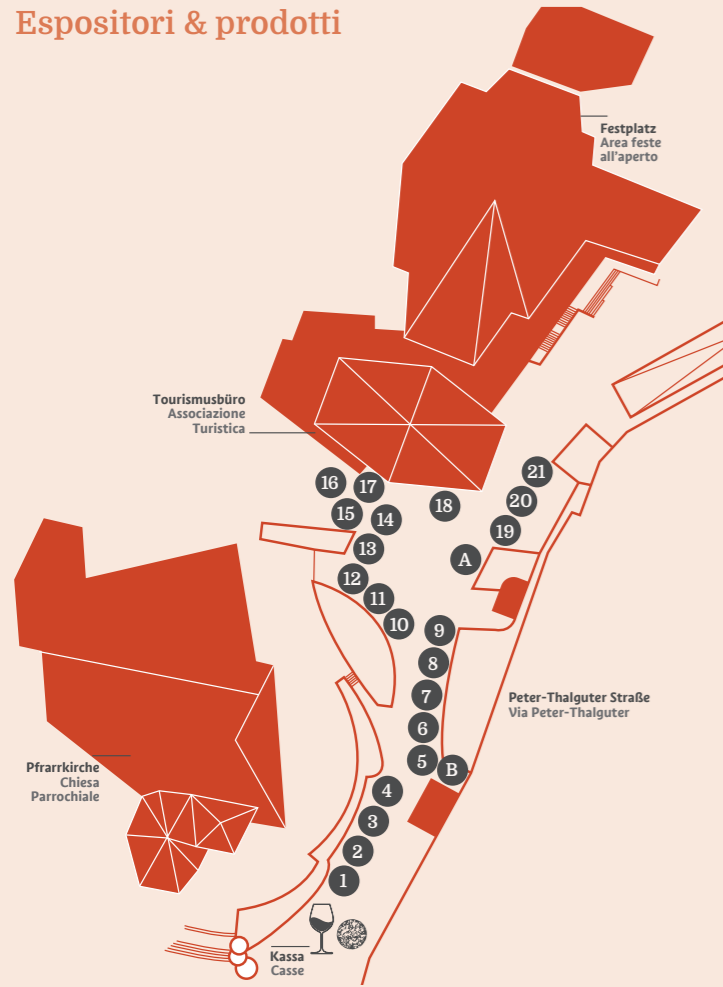 Espositori & prodotti
Festplatz
Area feste
all'aperto
Tourismusbüro
Associazione
Turistica
21
16
17
20
18
15
14
19
13
A
12
11
10
9
8
Peter-Thalguter Straße
Via Peter-Thalguter
7
6
5
B
Pfrarrkirche
Chiesa
Parrochiale
4
3
2
1
Kassa
Casse